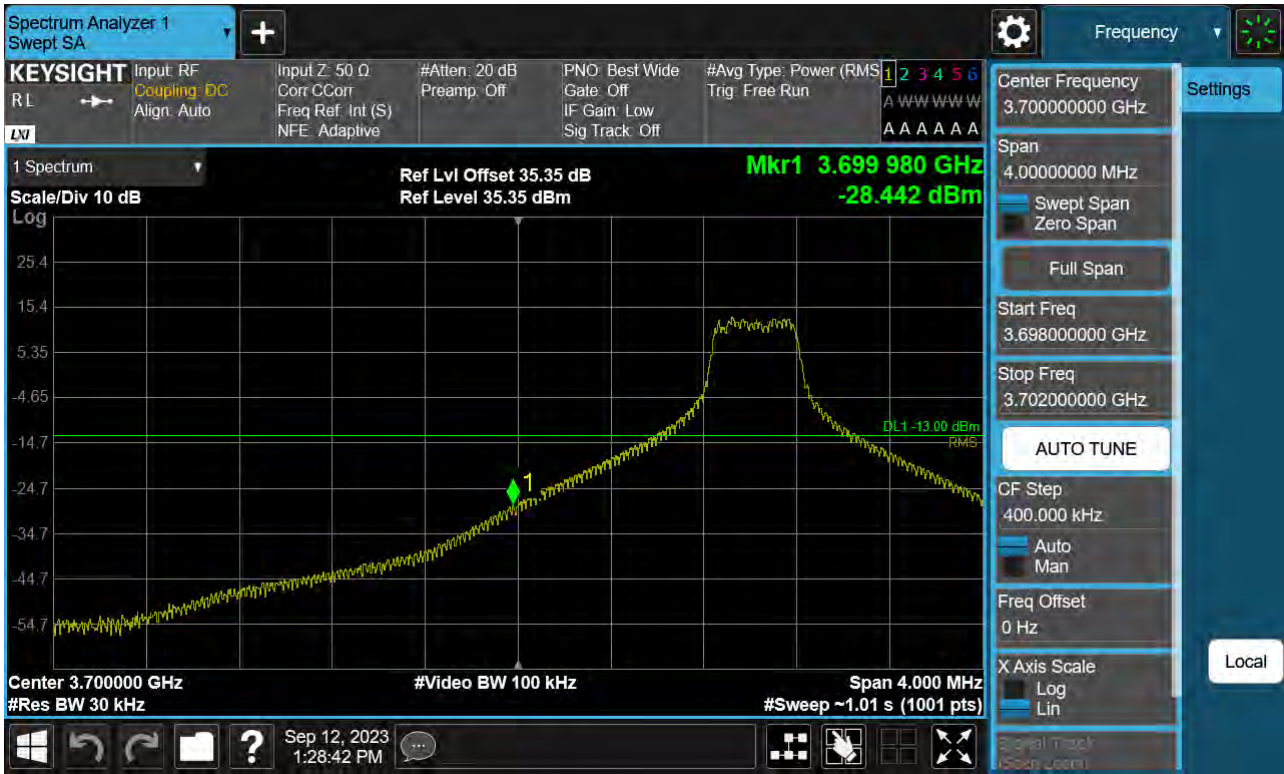 Spectrum Analyzer 1
Swept SA
+
Frequency
KEYSIGHT
RL
LXI
Input: RF
Coupling: DC
Align: Auto
Input Z: 50 Ω
Corr CCorr
Freq Ref: Int (S)
NFE: Adaptive
#Atten: 20 dB
Preamp: Off
PNO: Best Wide
Gate: Off
IF Gain: Low
Sig Track: Off
#Avg Type: Power (RMS
Trig: Free Run
1 2 3 4 5 6
A W W W W W
A A A A A A
1 Spectrum
Scale/Div 10 dB
Log
Ref Lvl Offset 35.35 dB
Ref Level 35.35 dBm
Mkr1 3.699 980 GHz
-28.442 dBm
25.4
15.4
5.35
-4.65
-14.7
-24.7
-34.7
-44.7
-54.7
1
DL1 -13.00 dBm
RMS
Center 3.700000 GHz
#Res BW 30 kHz
#Video BW 100 kHz
Span 4.000 MHz
#Sweep ~1.01 s (1001 pts)
Center Frequency
3.700000000 GHz
Span
4.00000000 MHz
Swept Span
Zero Span
Full Span
Start Freq
3.698000000 GHz
Stop Freq
3.702000000 GHz
AUTO TUNE
CF Step
400.000 kHz
Auto
Man
Freq Offset
0 Hz
X Axis Scale
Log
Lin
Signal Track
(Span Zoom)
Settings
Local
?
Sep 12, 2023
1:28:42 PM